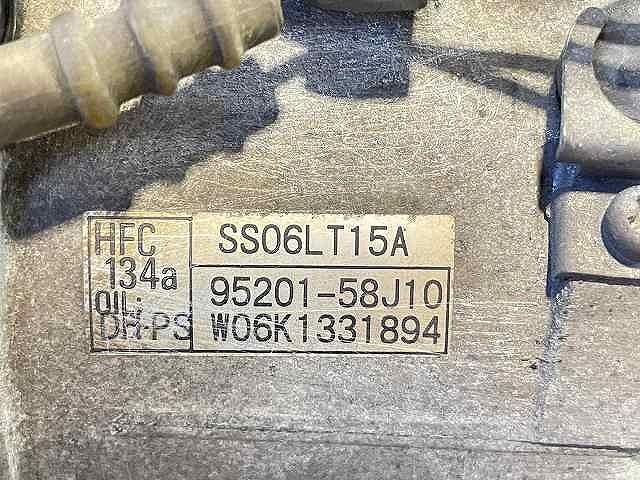 HFC
134a
OIL:
DH-PS
SS06LT15A
95201-58J10
W06K1331894